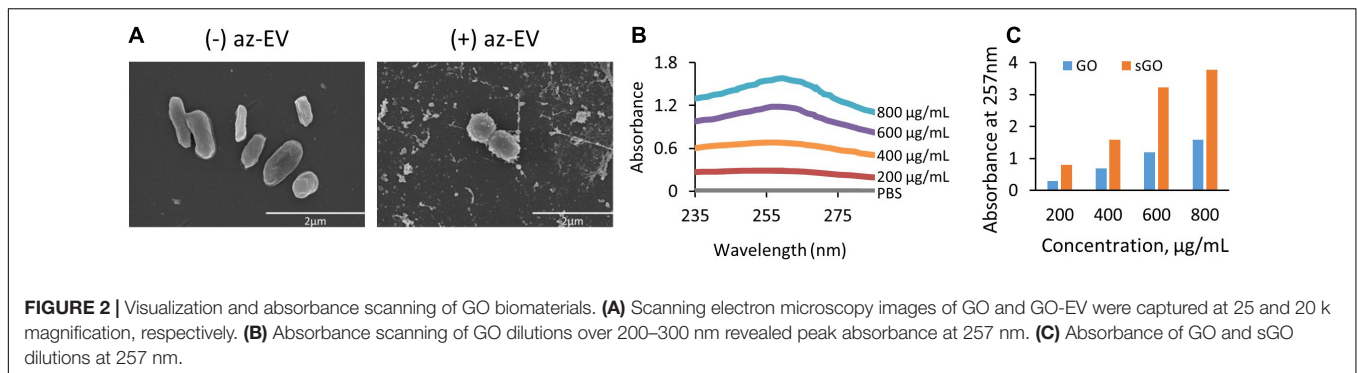 A
(-) az-EV
(+) az-EV
2µm
2µm
B
Absorbance
1.8
1.2
0.6
0
235
255
275
Wavelength (nm)
800 µg/mL
600 µg/mL
400 µg/mL
200 µg/mL
PBS
C
Absorbance at 257nm
4
3
2
1
0
GO
sGO
200
400
600
800
Concentration, µg/mL
FIGURE 2 | Visualization and absorbance scanning of GO biomaterials. (A) Scanning electron microscopy images of GO and GO-EV were captured at 25 and 20 k
magnification, respectively. (B) Absorbance scanning of GO dilutions over 200–300 nm revealed peak absorbance at 257 nm. (C) Absorbance of GO and sGO
dilutions at 257 nm.